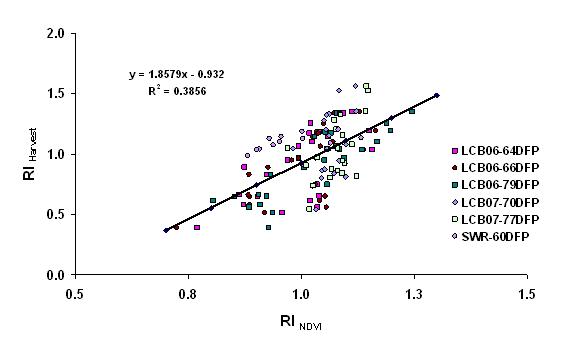 2.0
y = 1.8579x - 0.932
R2 = 0.3856
1.5
RI Harvest
1.0
LCB06-64DFP
LCB06-66DFP
LCB06-79DFP
LCB07-70DFP
LCB07-77DFP
SWR-60DFP
0.5
0.0
0.5
0.8
1.0
1.3
1.5
RI NDVI